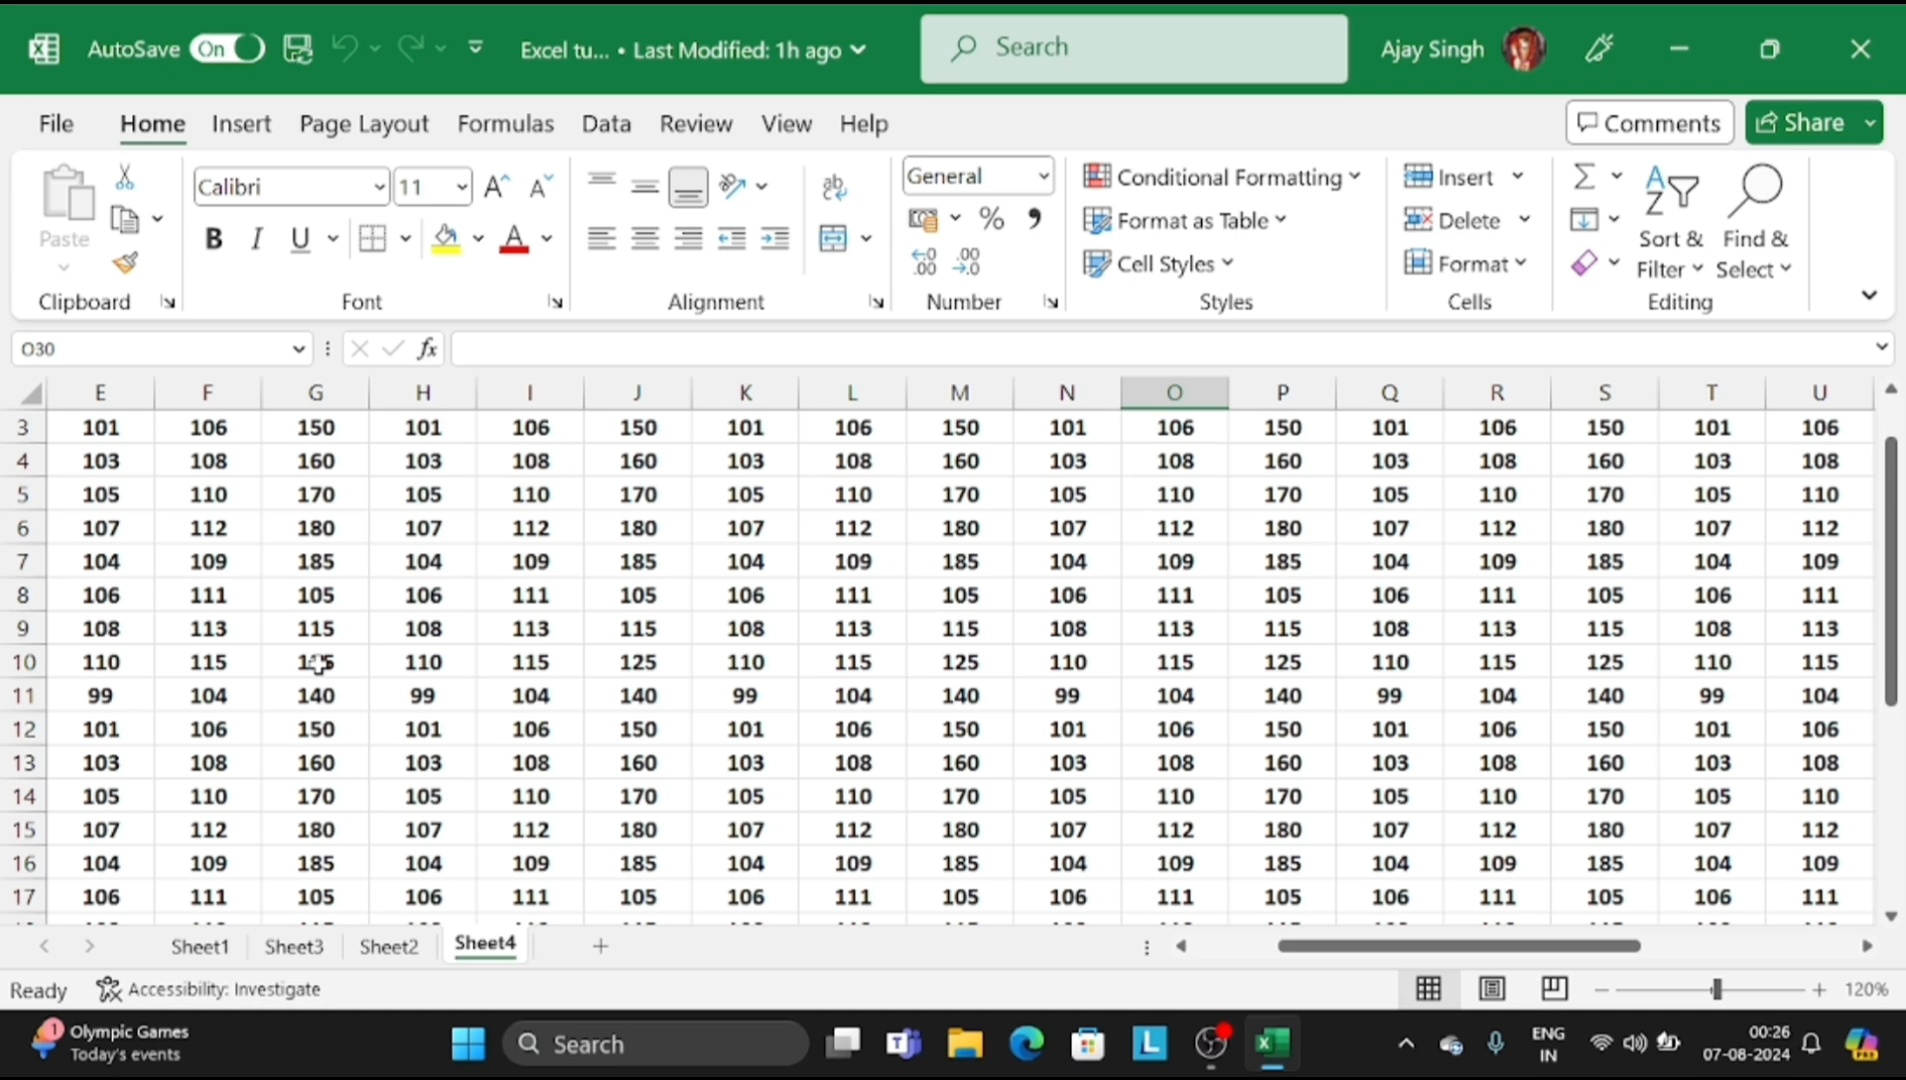 AutoSave On Excel tu... • Last Modified: 1h ago Search Ajay Singh
File Home Insert Page Layout Formulas Data Review View Help Comments Share
Paste Calibri 11 General Conditional Formatting Insert
B I U A % Format as Table Delete Sort & Find &
Cell Styles Format Filter Select
Clipboard Font Alignment Number Styles Cells Editing
O30 fx
E F G H I J K L M N O P Q R S T U
3 101 106 150 101 106 150 101 106 150 101 106 150 101 106 150 101 106
4 103 108 160 103 108 160 103 108 160 103 108 160 103 108 160 103 108
5 105 110 170 105 110 170 105 110 170 105 110 170 105 110 170 105 110
6 107 112 180 107 112 180 107 112 180 107 112 180 107 112 180 107 112
7 104 109 185 104 109 185 104 109 185 104 109 185 104 109 185 104 109
8 106 111 105 106 111 105 106 111 105 106 111 105 106 111 105 106 111
9 108 113 115 108 113 115 108 113 115 108 113 115 108 113 115 108 113
10 110 115 110 115 125 110 115 125 110 115 125 110 115 125 110 115
11 99 104 140 99 104 140 99 104 140 99 104 140 99 104 140 99 104
12 101 106 150 101 106 150 101 106 150 101 106 150 101 106 150 101 106
13 103 108 160 103 108 160 103 108 160 103 108 160 103 108 160 103 108
14 105 110 170 105 110 170 105 110 170 105 110 170 105 110 170 105 110
15 107 112 180 107 112 180 107 112 180 107 112 180 107 112 180 107 112
16 104 109 185 104 109 185 104 109 185 104 109 185 104 109 185 104 109
17 106 111 105 106 111 105 106 111 105 106 111 105 106 111 105 106 111
Sheet1 Sheet3 Sheet2 Sheet4 +
Ready Accessibility: Investigate 120%
Olympic Games
Today's events
Search
ENG
IN
00:26
07-08-2024